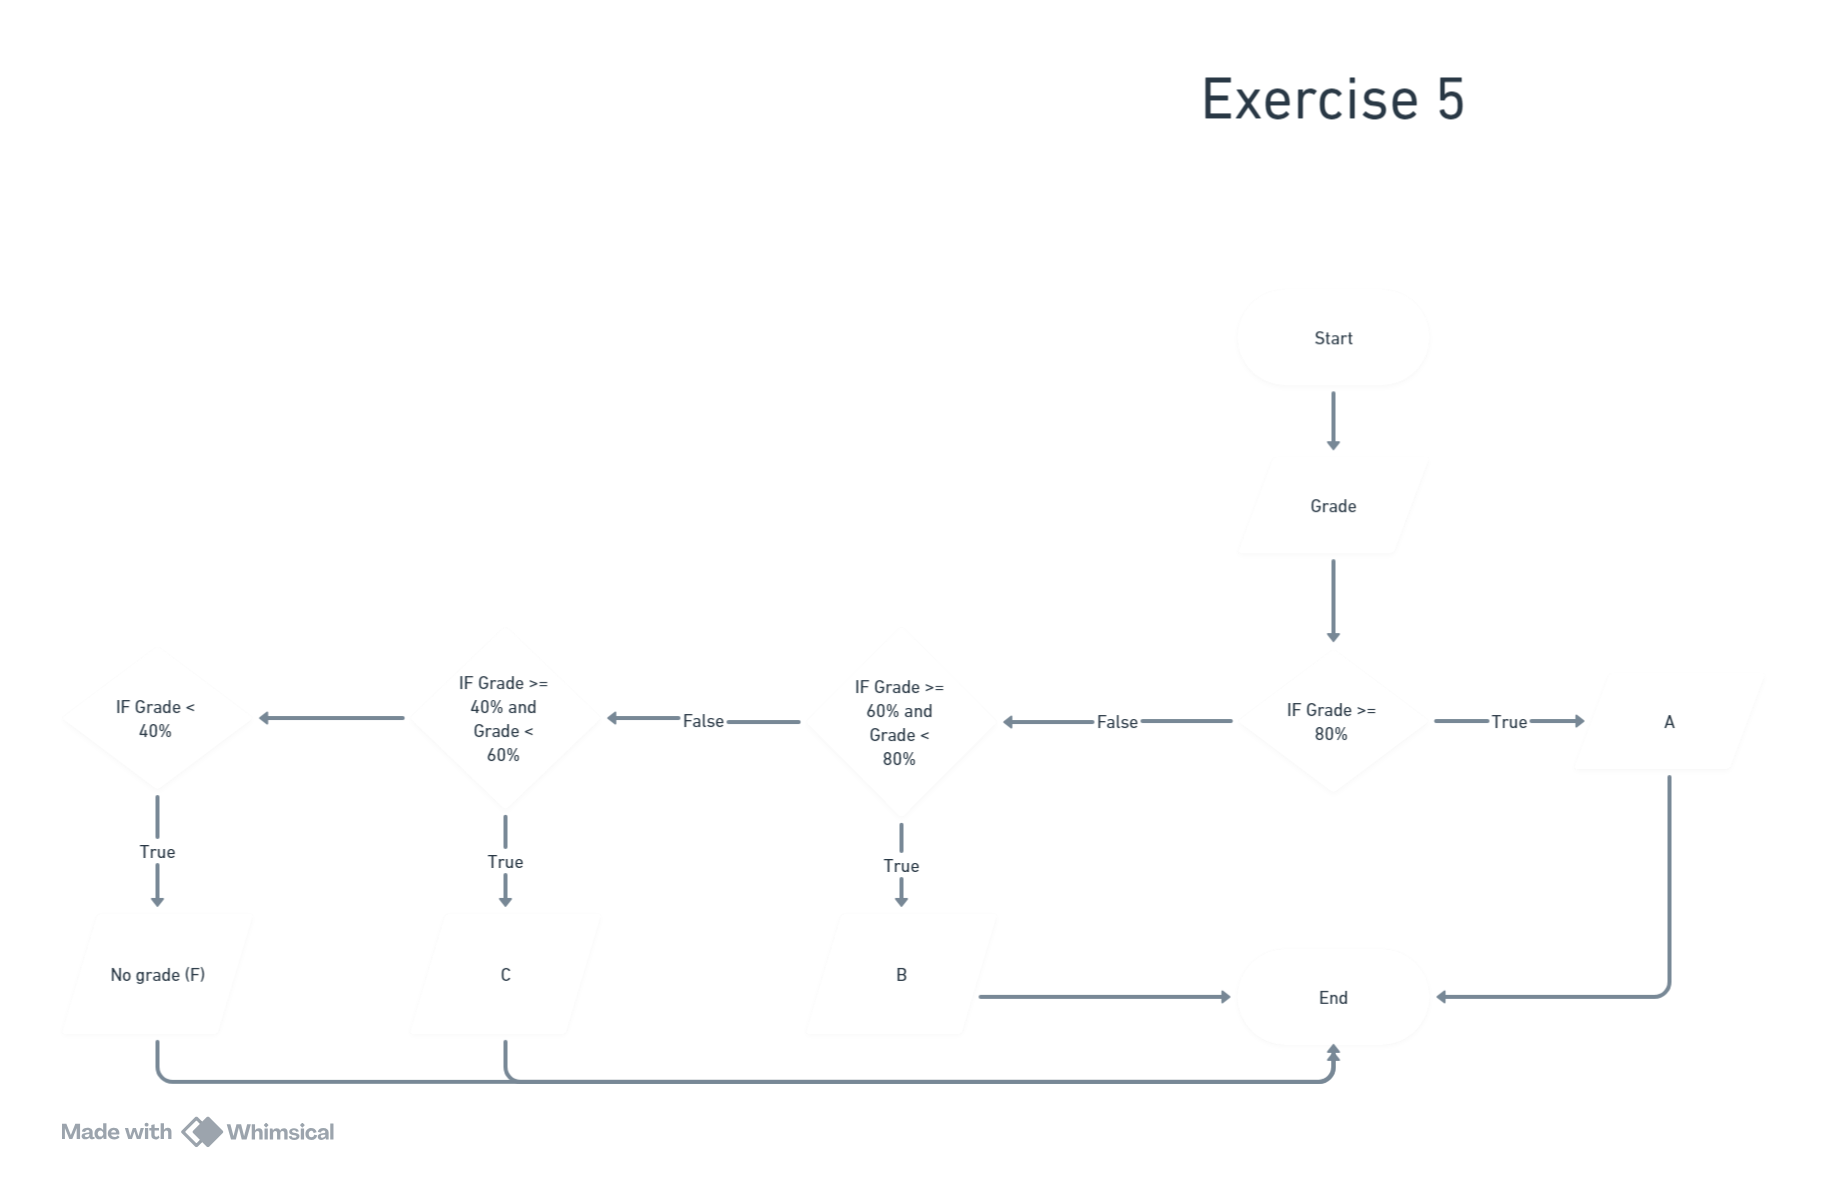 Exercise 5
Start
Grade
IF Grade >=
80%
True
A
False
IF Grade >=
60% and
Grade <
80%
False
IF Grade >=
40% and
Grade <
60%
IF Grade <
40%
True
True
True
No grade (F)
C
B
End
Made with Whimsical